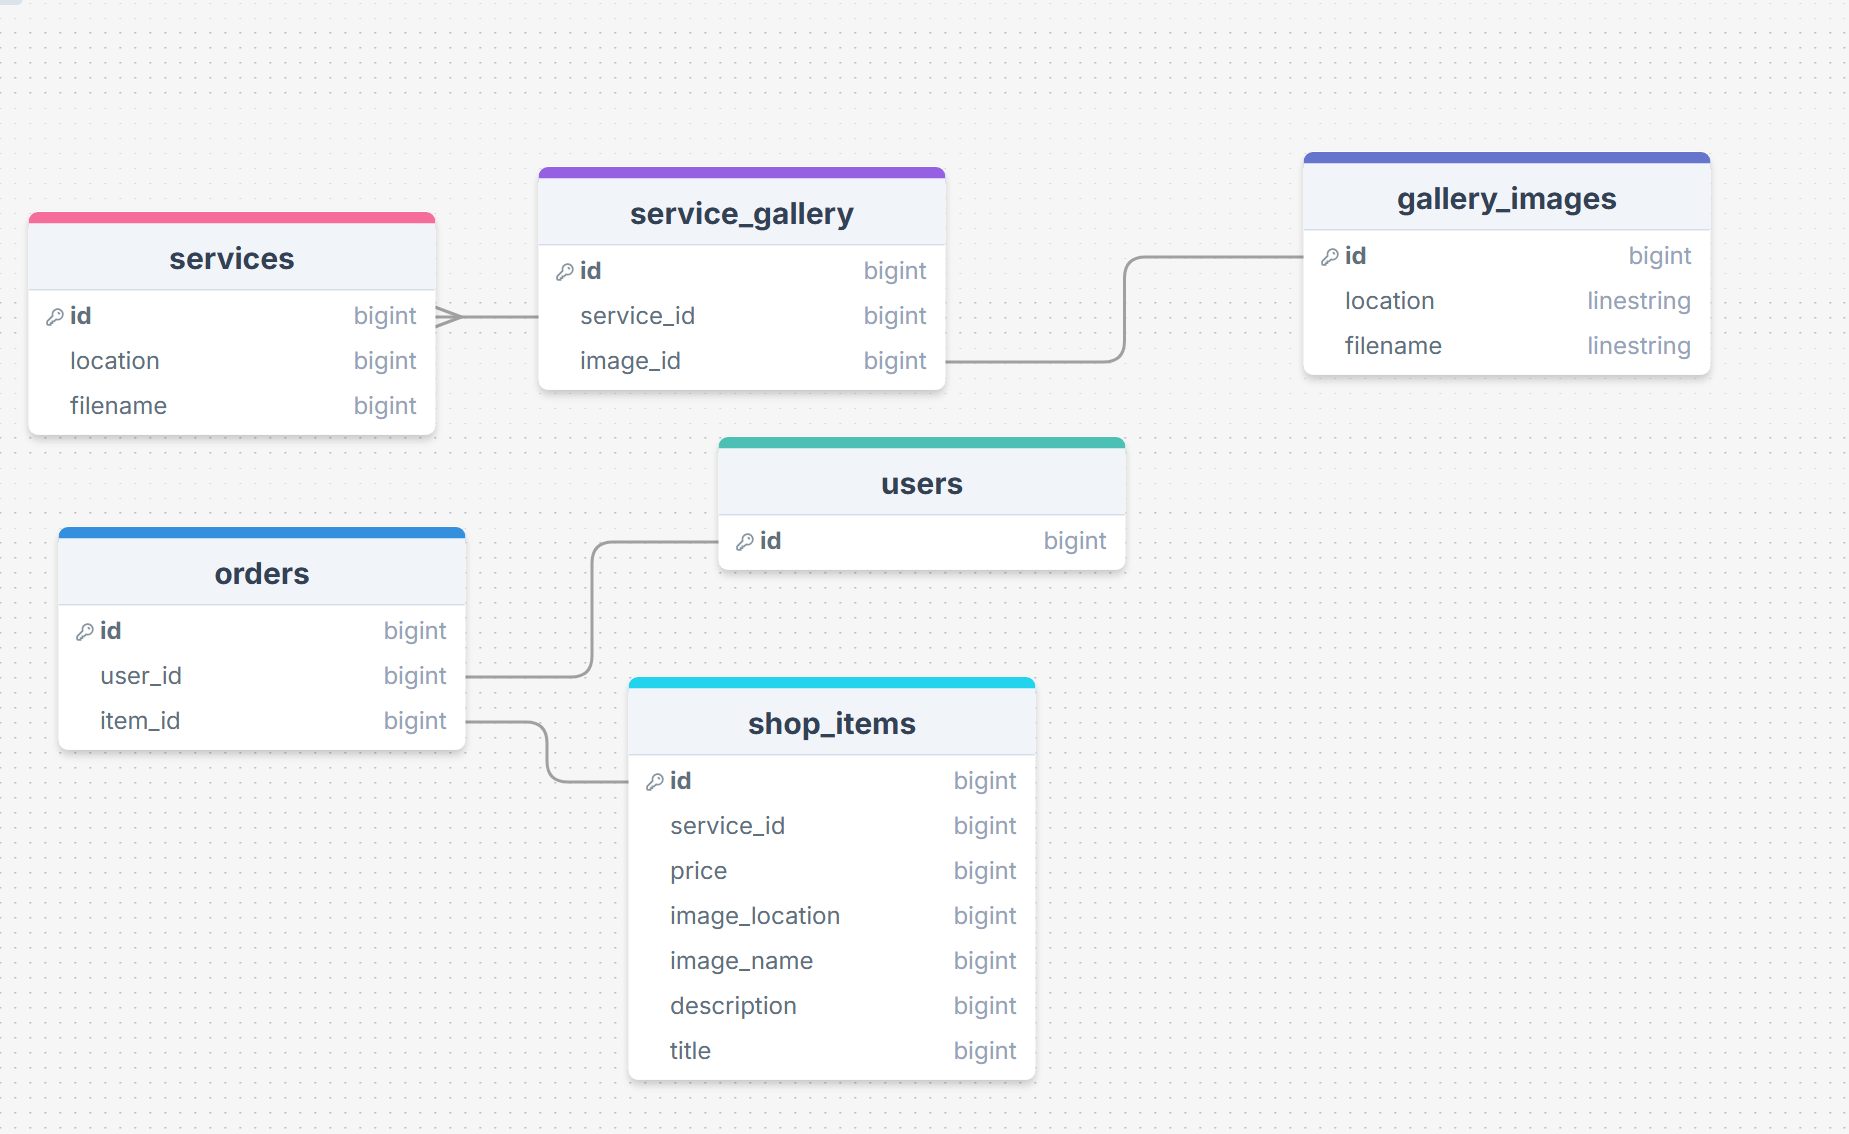 services
id bigint
location bigint
filename bigint
service_gallery
id bigint
service_id bigint
image_id bigint
gallery_images
id bigint
location linestring
filename linestring
users
id bigint
orders
id bigint
user_id bigint
item_id bigint
shop_items
id bigint
service_id bigint
price bigint
image_location bigint
image_name bigint
description bigint
title bigint